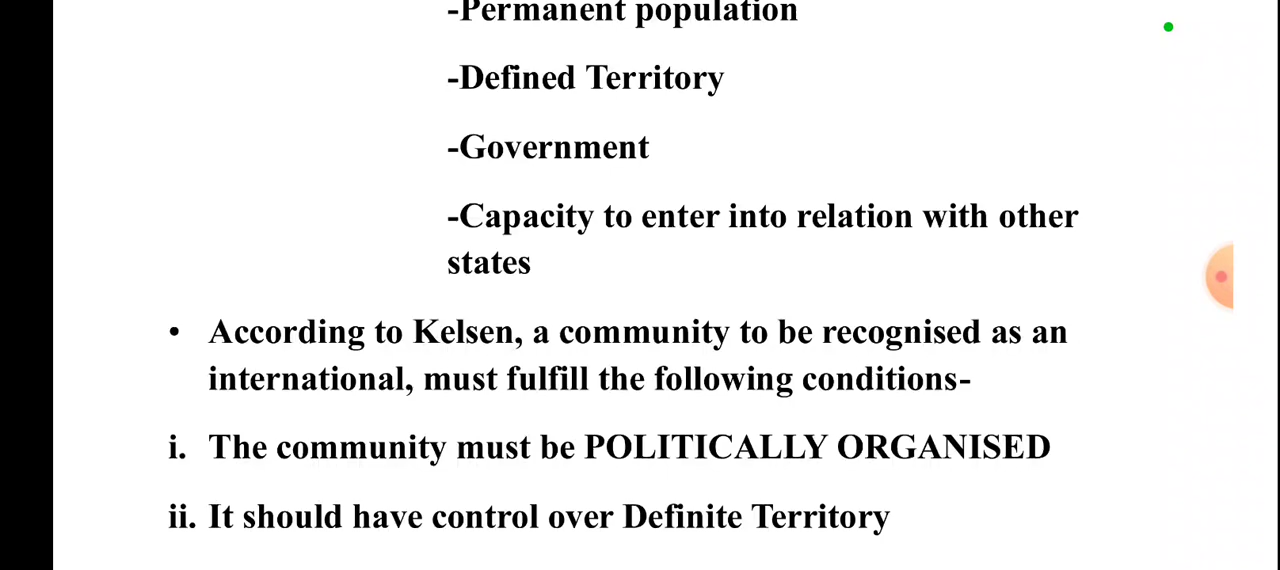 -Permanent population
-Defined Territory
-Government
-Capacity to enter into relation with other
states
• According to Kelsen, a community to be recognised as an
international, must fulfill the following conditions-
i. The community must be POLITICALLY ORGANISED
ii. It should have control over Definite Territory